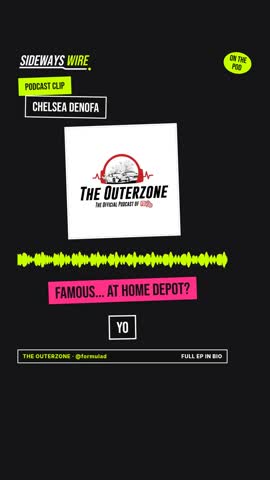 SIDEWAYS WIRE.
ON THE
POD
PODCAST CLIP
CHELSEA DENOFA
THE OUTERZONE
THE OFFICIAL PODCAST OF
FAMOUS... AT HOME DEPOT?
YO
THE OUTERZONE · @formulad
FULL EP IN BIO